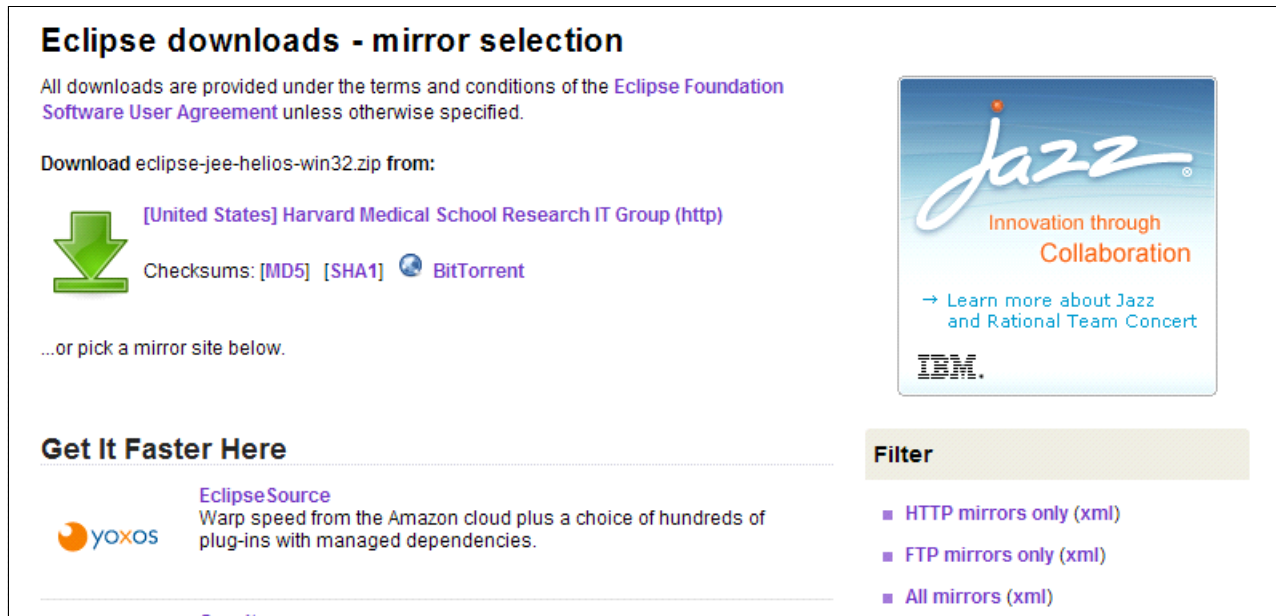 Eclipse downloads - mirror selection
All downloads are provided under the terms and conditions of the Eclipse Foundation
Software User Agreement unless otherwise specified.
Download eclipse-jee-helios-win32.zip from:
[United States] Harvard Medical School Research IT Group (http)
Checksums: [MD5] [SHA1] BitTorrent
...or pick a mirror site below.
Get It Faster Here
yoxos
EclipseSource
Warp speed from the Amazon cloud plus a choice of hundreds of
plug-ins with managed dependencies.
jazz®
Innovation through
Collaboration
→ Learn more about Jazz
and Rational Team Concert
IBM.
Filter
HTTP mirrors only (xml)
FTP mirrors only (xml)
All mirrors (xml)